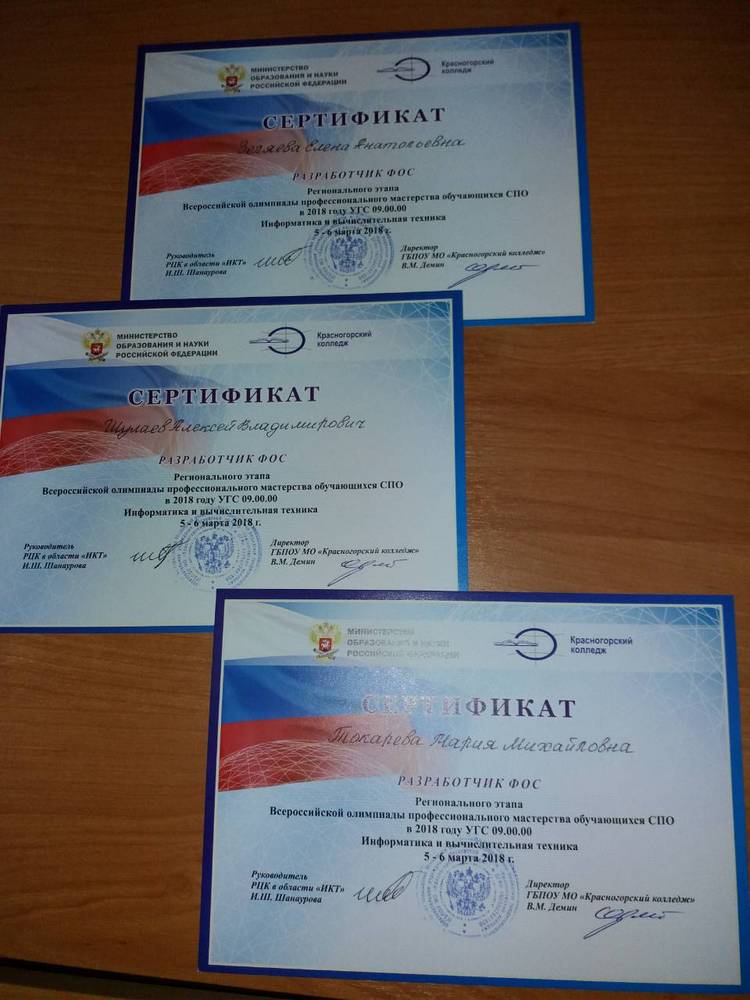 МИНИСТЕРСТВО
ОБРАЗОВАНИЯ И НАУКИ
РОССИЙСКОЙ ФЕДЕРАЦИИ
Красногорский
колледж
СЕРТИФИКАТ
Елена Анатольевна
РАЗРАБОТЧИК ФОС
Регионального этапа
Всероссийской олимпиады профессионального мастерства обучающихся СПО
в 2018 году УГС 09.00.00
Информатика и вычислительная техника
5 - 6 марта 2018 г.
Руководитель
РЦК в области «ИКТ»
И.Ш. Шанаурова
Директор
ГБПОУ МО «Красногорский колледж»
В.М. Демин
МИНИСТЕРСТВО
ОБРАЗОВАНИЯ И НАУКИ
РОССИЙСКОЙ ФЕДЕРАЦИИ
Красногорский
колледж
СЕРТИФИКАТ
Шулаев Алексей Владимирович
РАЗРАБОТЧИК ФОС
Регионального этапа
Всероссийской олимпиады профессионального мастерства обучающихся СПО
в 2018 году УГС 09.00.00
Информатика и вычислительная техника
5 - 6 марта 2018 г.
Руководитель
РЦК в области «ИКТ»
И.Ш. Шанаурова
Директор
ГБПОУ МО «Красногорский колледж»
В.М. Демин
МИНИСТЕРСТВО
ОБРАЗОВАНИЯ И НАУКИ
РОССИЙСКОЙ ФЕДЕРАЦИИ
Красногорский
колледж
СЕРТИФИКАТ
Токарева Мария Михайловна
РАЗРАБОТЧИК ФОС
Регионального этапа
Всероссийской олимпиады профессионального мастерства обучающихся СПО
в 2018 году УГС 09.00.00
Информатика и вычислительная техника
5 - 6 марта 2018 г.
Руководитель
РЦК в области «ИКТ»
И.Ш. Шанаурова
Директор
ГБПОУ МО «Красногорский колледж»
В.М. Демин